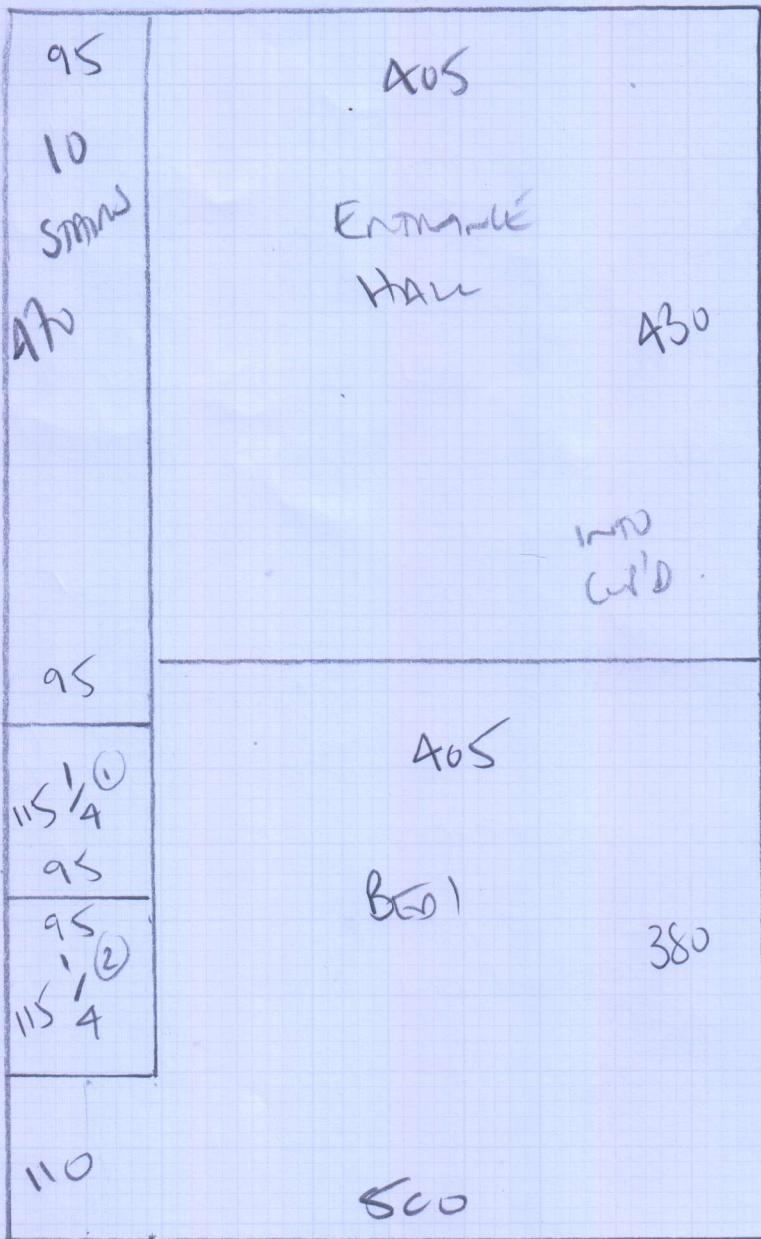 95
10
STAIRS
470
95
115 1/4 ①
95
95
115 1/4 ②
110
405
ENTRANCE
HALL
430
INTO
CUP'D
405
BED 1
380
500